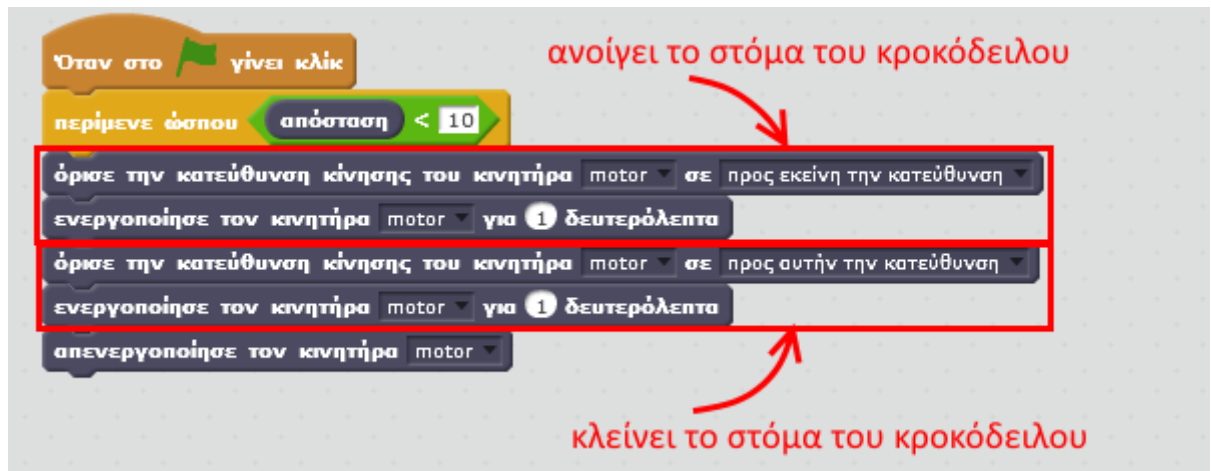 Όταν στο γίνει κλίκ
ανοίγει το στόμα του κροκόδειλου
περίμενε ώσπου απόσταση < 10
όρισε την κατεύθυνση κίνησης του κινητήρα motor σε προς εκείνη την κατεύθυνση
ενεργοποίησε τον κινητήρα motor για 1 δευτερόλεπτα
όρισε την κατεύθυνση κίνησης του κινητήρα motor σε προς αυτήν την κατεύθυνση
ενεργοποίησε τον κινητήρα motor για 1 δευτερόλεπτα
απενεργοποίησε τον κινητήρα motor
κλείνει το στόμα του κροκόδειλου